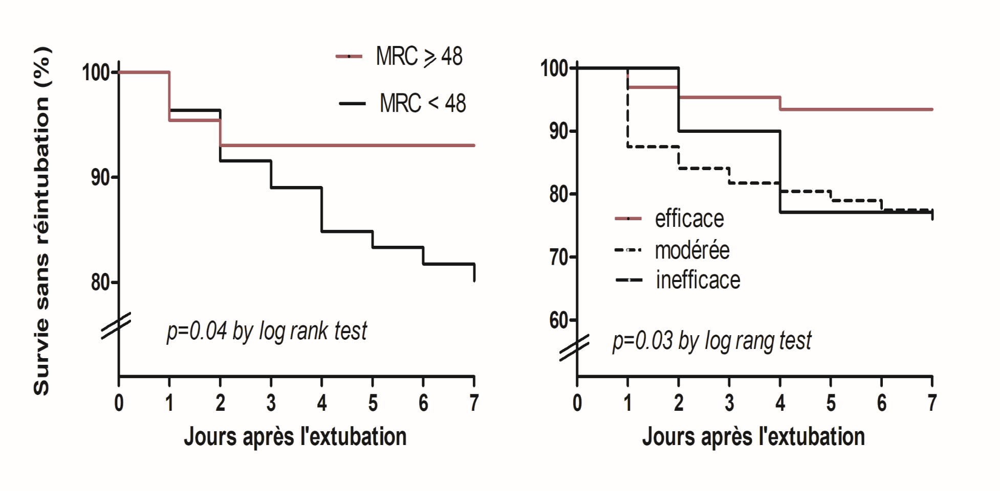 Survie sans réintubation (%)
100
90
80
MRC ⩾ 48
MRC < 48
p=0.04 by log rank test
0 1 2 3 4 5 6 7
Jours après l'extubation
100
90
80
70
60
efficace
modérée
inefficace
p=0.03 by log rang test
0 1 2 3 4 5 6 7
Jours après l'extubation